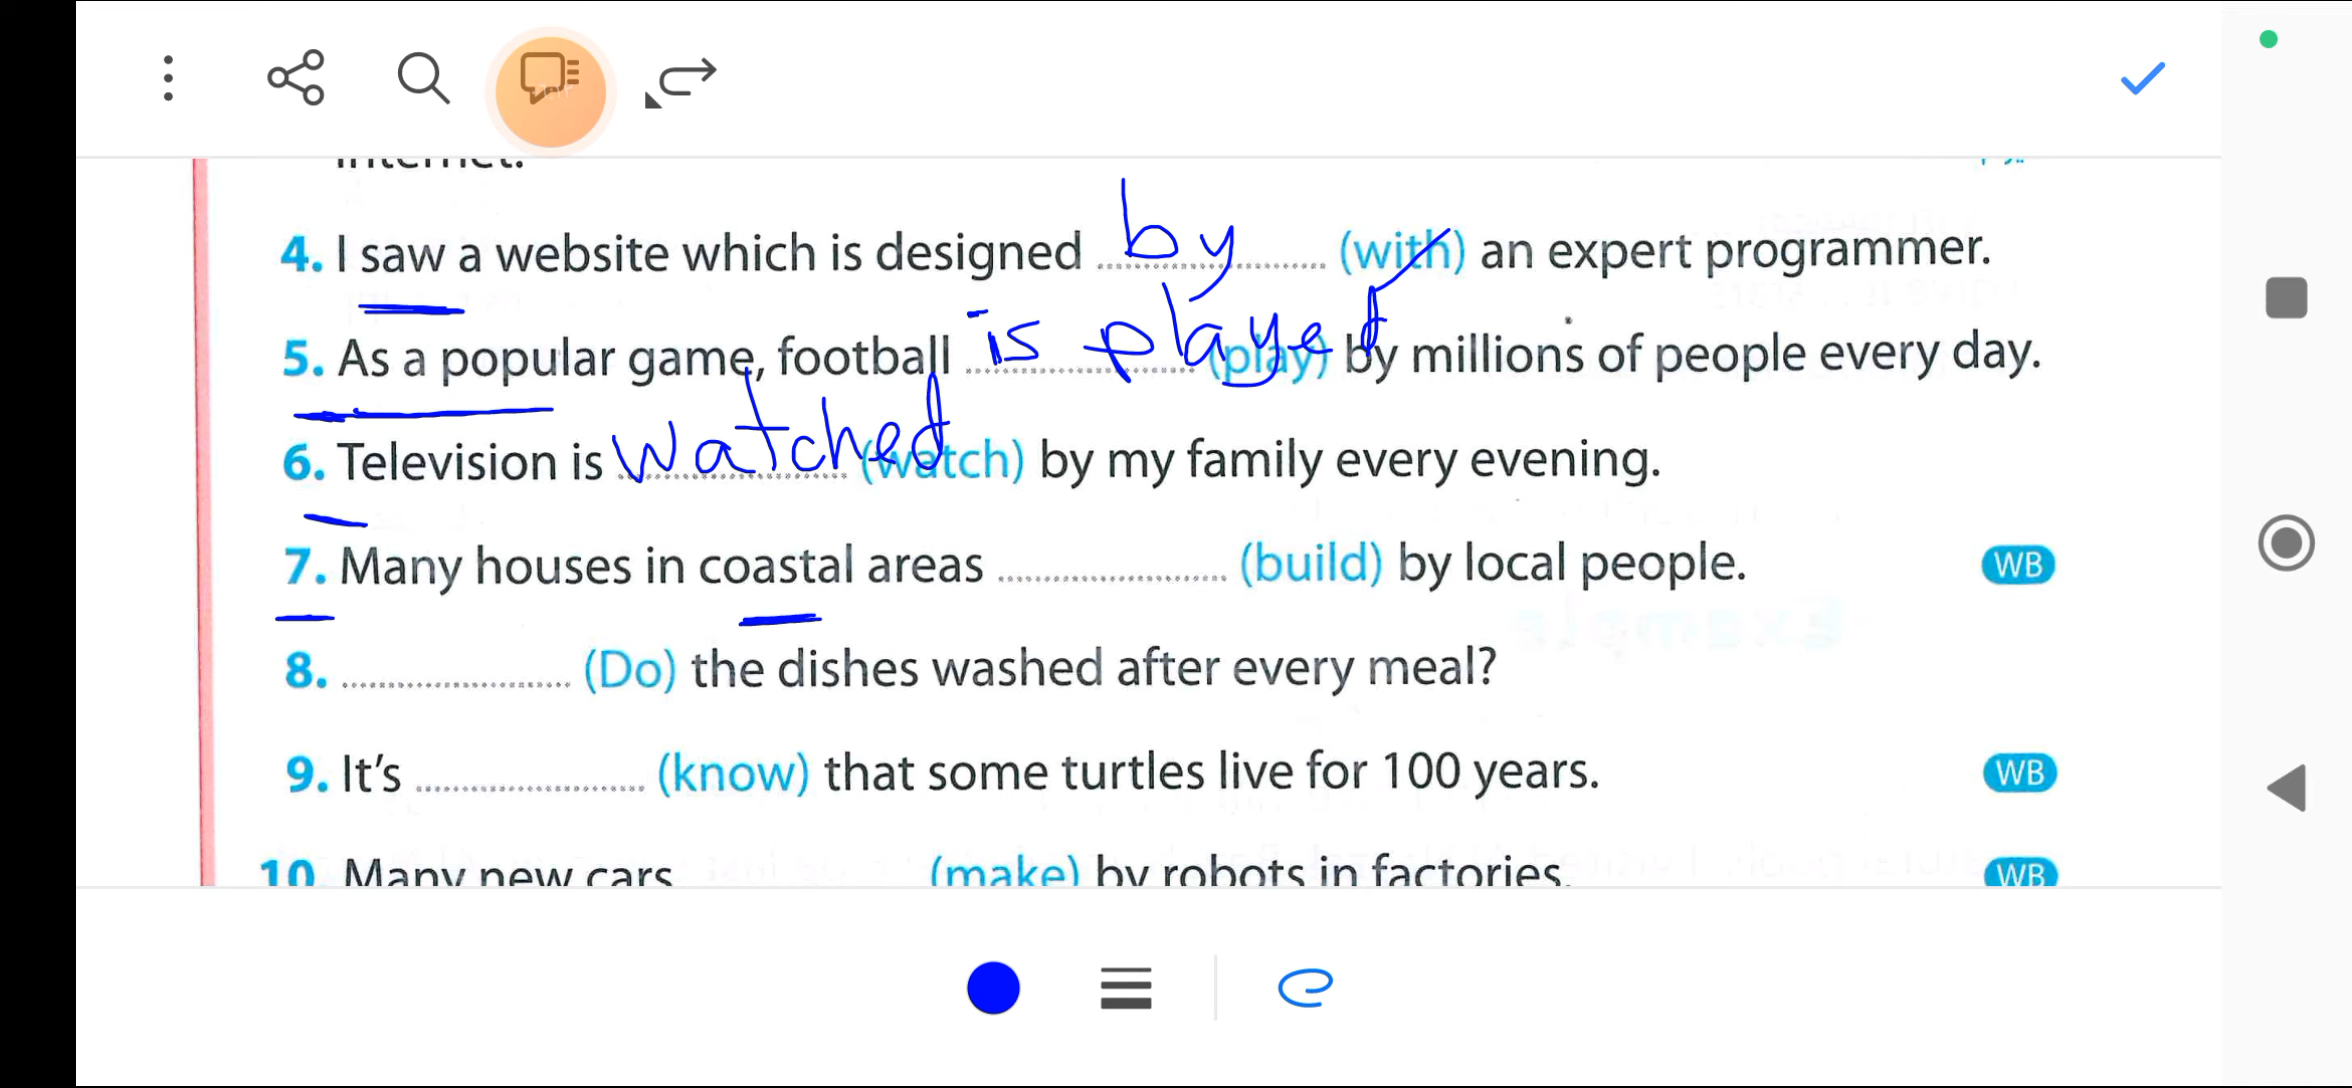 4. I saw a website which is designed by (with) an expert programmer.
5. As a popular game, football is played (play) by millions of people every day.
6. Television is watched (watch) by my family every evening.
7. Many houses in coastal areas .................... (build) by local people. WB
8. .................... (Do) the dishes washed after every meal?
9. It's .................... (know) that some turtles live for 100 years. WB
10. Many new cars (make) by robots in factories. WB